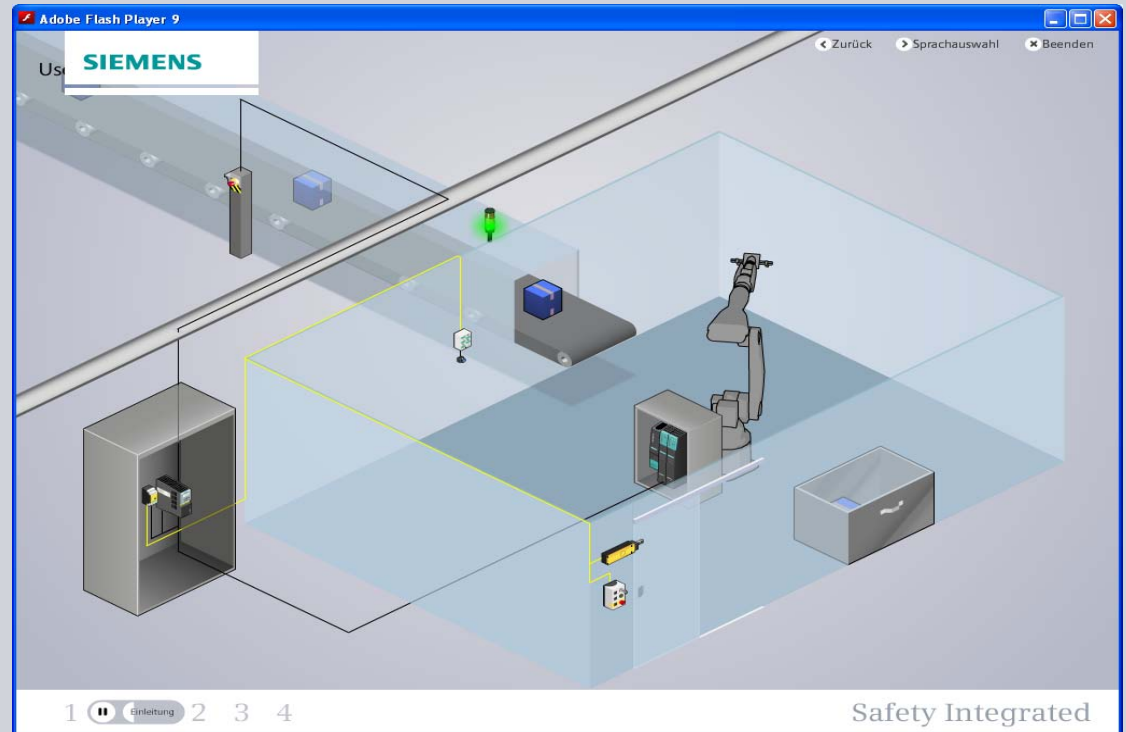 Adobe Flash Player 9
Zurück Sprachauswahl Beenden
SIEMENS
1 Einleitung 2 3 4
Safety Integrated